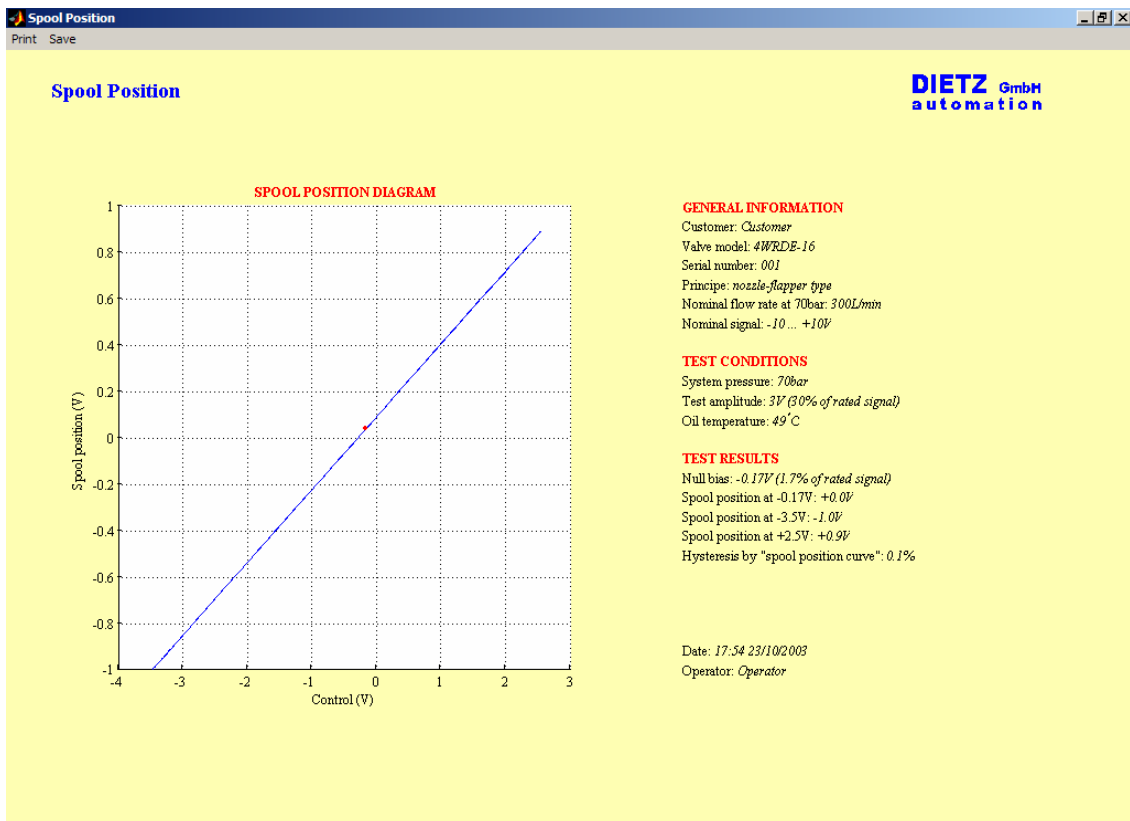 Spool Position
Print Save
Spool Position
DIETZ GmbH
automation
SPOOL POSITION DIAGRAM
1
0.8
0.6
0.4
0.2
0
-0.2
-0.4
-0.6
-0.8
-1
Spool position (V)
-4 -3 -2 -1 0 1 2 3
Control (V)
GENERAL INFORMATION
Customer: Customer
Valve model: 4WRDE-16
Serial number: 001
Principe: nozzle-flapper type
Nominal flow rate at 70bar: 300L/min
Nominal signal: -10 ... +10V
TEST CONDITIONS
System pressure: 70bar
Test amplitude: 3V (30% of rated signal)
Oil temperature: 49°C
TEST RESULTS
Null bias: -0.17V (1.7% of rated signal)
Spool position at -0.17V: +0.0V
Spool position at -3.5V: -1.0V
Spool position at +2.5V: +0.9V
Hysteresis by "spool position curve": 0.1%
Date: 17:54 23/10/2003
Operator: Operator